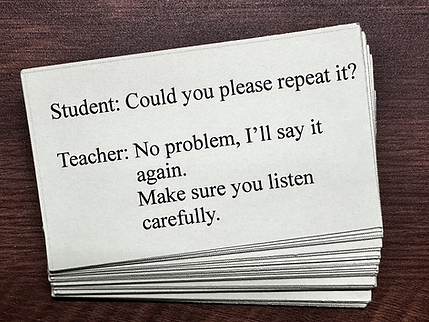 Student: Could you please repeat it?
Teacher: No problem, I'll say it
again.
Make sure you listen
carefully.